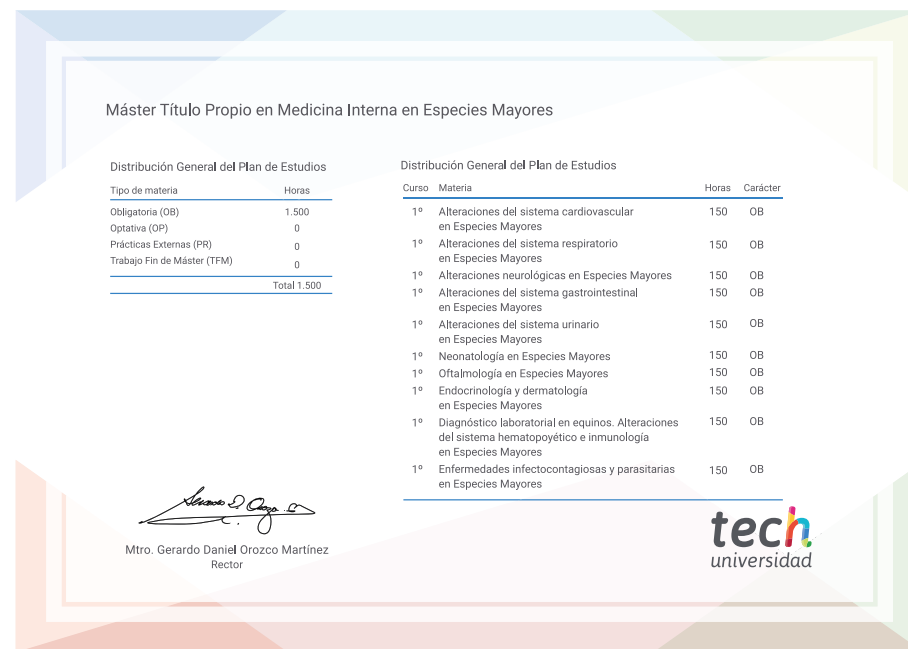 Máster Título Propio en Medicina Interna en Especies Mayores
Distribución General del Plan de Estudios
Tipo de materia Horas
Obligatoria (OB) 1.500
Optativa (OP) 0
Prácticas Externas (PR) 0
Trabajo Fin de Máster (TFM) 0
Total 1.500
Distribución General del Plan de Estudios
Curso Materia Horas Carácter
1º Alteraciones del sistema cardiovascular 150 OB
en Especies Mayores
1º Alteraciones del sistema respiratorio 150 OB
en Especies Mayores
1º Alteraciones neurológicas en Especies Mayores 150 OB
1º Alteraciones del sistema gastrointestinal 150 OB
en Especies Mayores
1º Alteraciones del sistema urinario 150 OB
en Especies Mayores
1º Neonatología en Especies Mayores 150 OB
1º Oftalmología en Especies Mayores 150 OB
1º Endocrinología y dermatología 150 OB
en Especies Mayores
1º Diagnóstico laboratorial en equinos. Alteraciones 150 OB
del sistema hematopoyético e inmunología
en Especies Mayores
1º Enfermedades infectocontagiosas y parasitarias 150 OB
en Especies Mayores
Mtro. Gerardo Daniel Orozco Martínez
Rector
tech
universidad